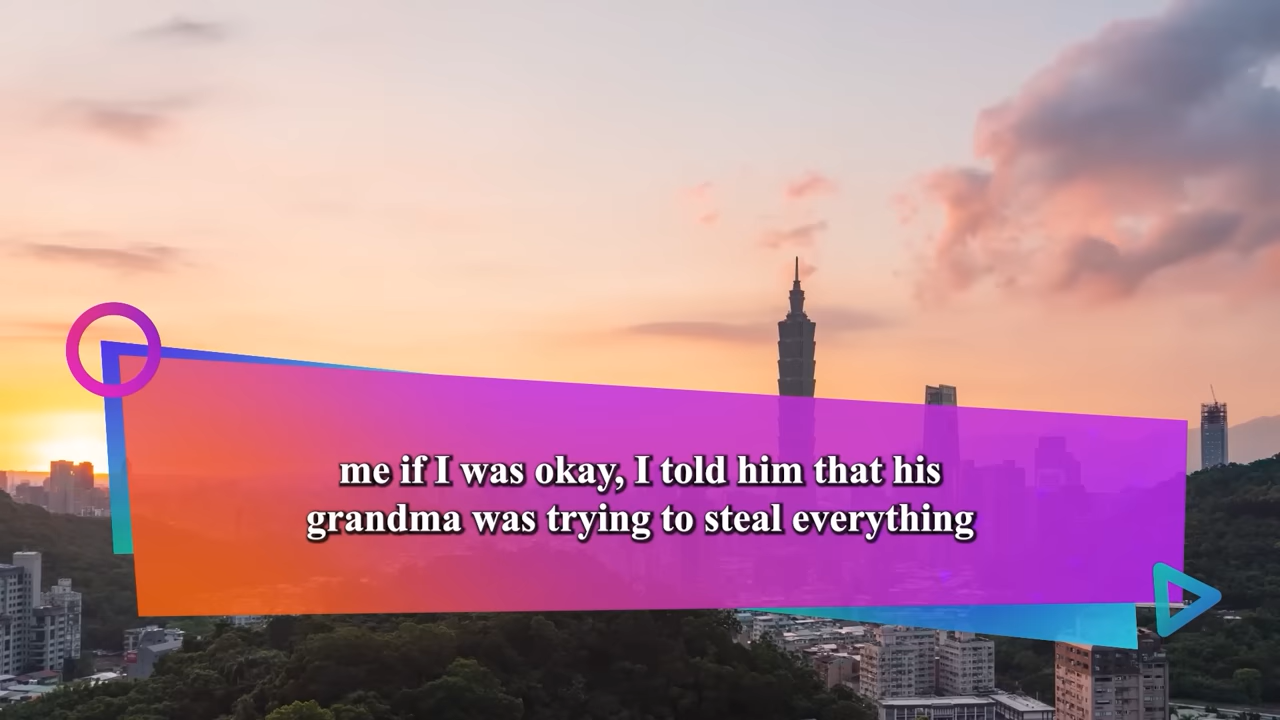 me if I was okay, I told him that his
grandma was trying to steal everything